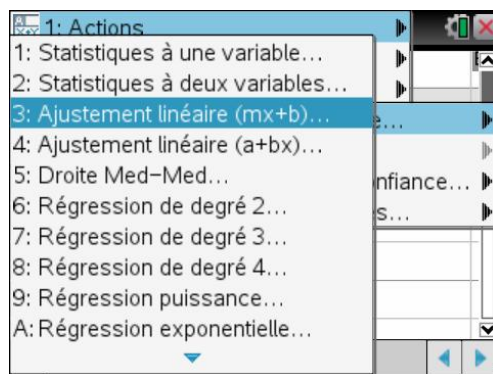 1: Actions
1: Statistiques à une variable...
2: Statistiques à deux variables...
3: Ajustement linéaire (mx+b)...
4: Ajustement linéaire (a+bx)...
5: Droite Med-Med...
6: Régression de degré 2...
7: Régression de degré 3...
8: Régression de degré 4...
9: Régression puissance...
A: Régression exponentielle...
e...
nfiance...
s...